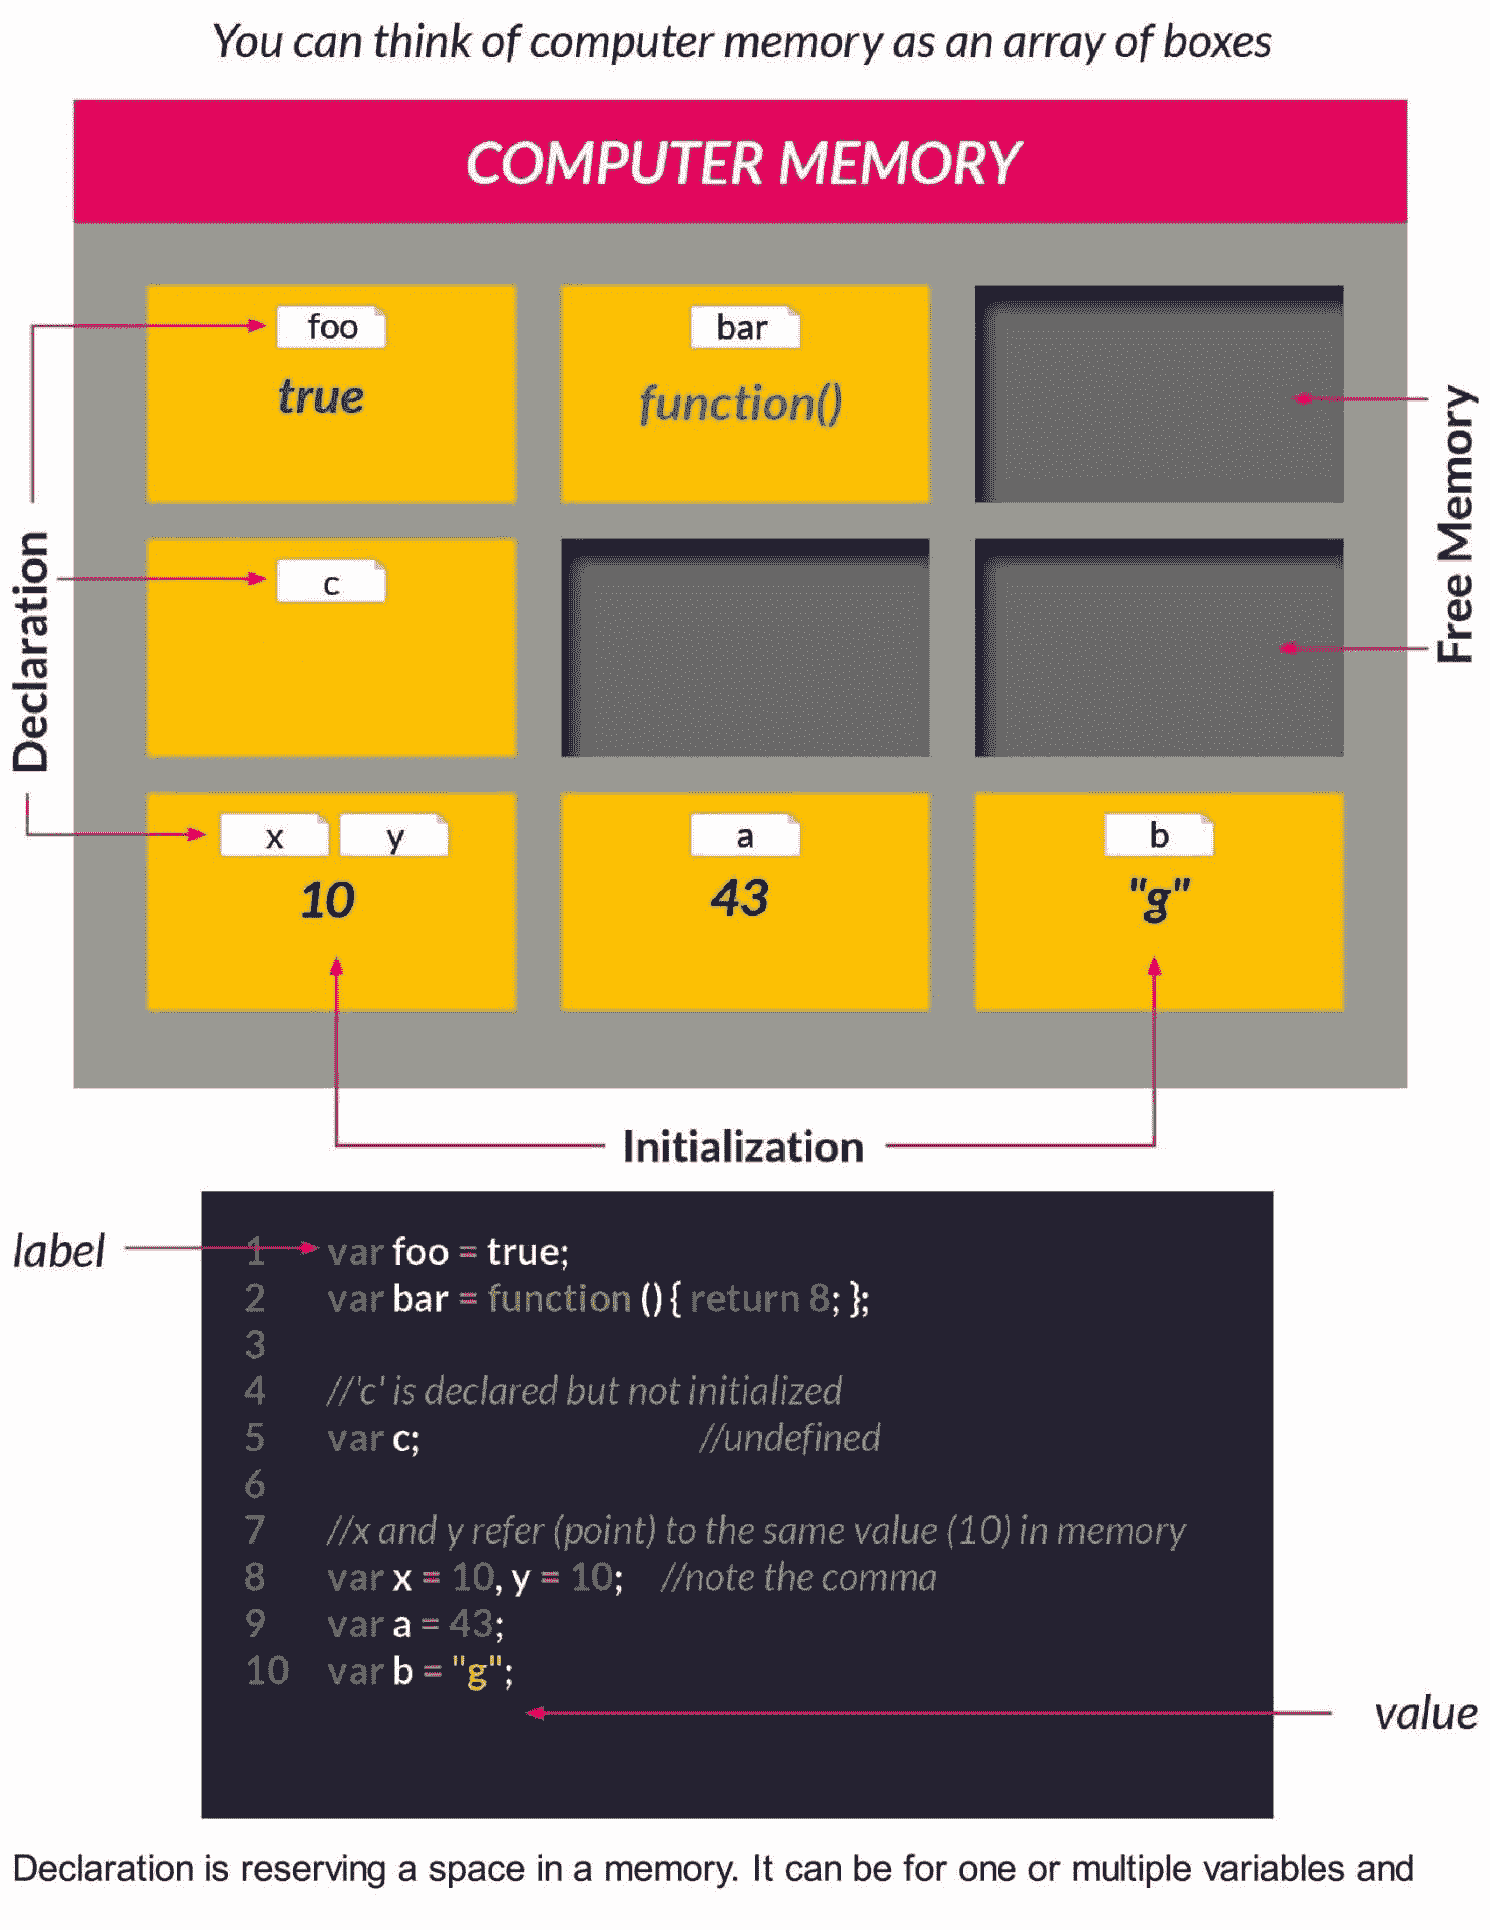 You can think of computer memory as an array of boxes
COMPUTER MEMORY
foo
true
bar
function()
Declaration
Free Memory
c
x
y
10
a
43
b
"g"
Initialization
label
1 var foo = true;
2 var bar = function () { return 8; };
3
4 //'c' is declared but not initialized
5 var c; //undefined
6
7 //x and y refer (point) to the same value (10) in memory
8 var x = 10, y = 10; //note the comma
9 var a = 43;
10 var b = "g";
value
Declaration is reserving a space in a memory. It can be for one or multiple variables and